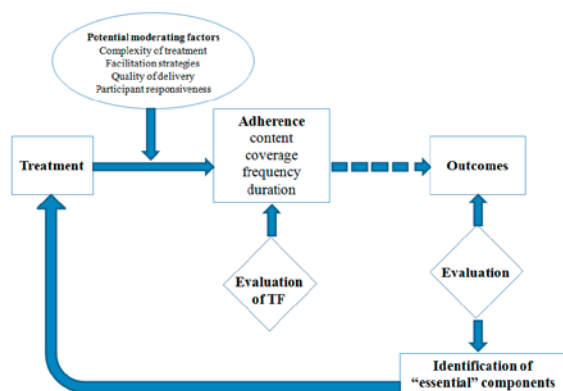 Potential moderating factors
Complexity of treatment
Facilitation strategies
Quality of delivery
Participant responsiveness
Treatment
Adherence
content
coverage
frequency
duration
Outcomes
Evaluation
of TF
Evaluation
Identification of
“essential” components